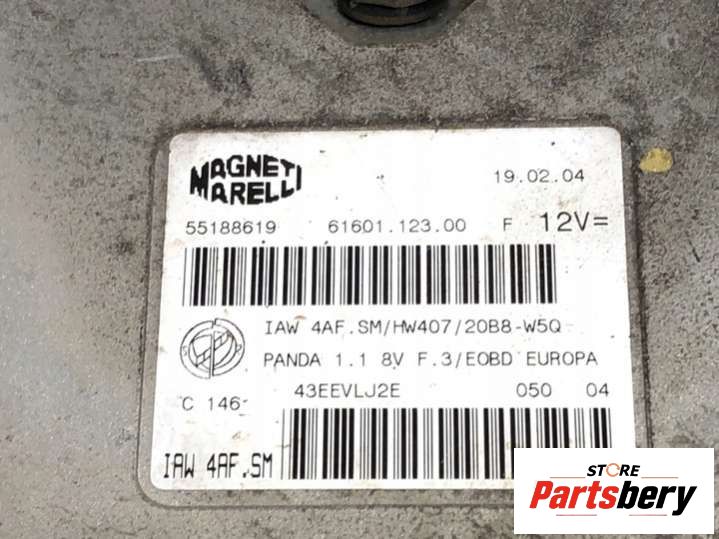 MAGNETI
MARELLI
19.02.04
55188619 61601.123.00 F 12V=
IAW 4AF.SM/HW407/20B8-W5Q
PANDA 1.1 8V F.3/EOBD EUROPA
C 146 43EEVLJ2E 050 04
IAW 4AF.SM
STORE
Partsbery